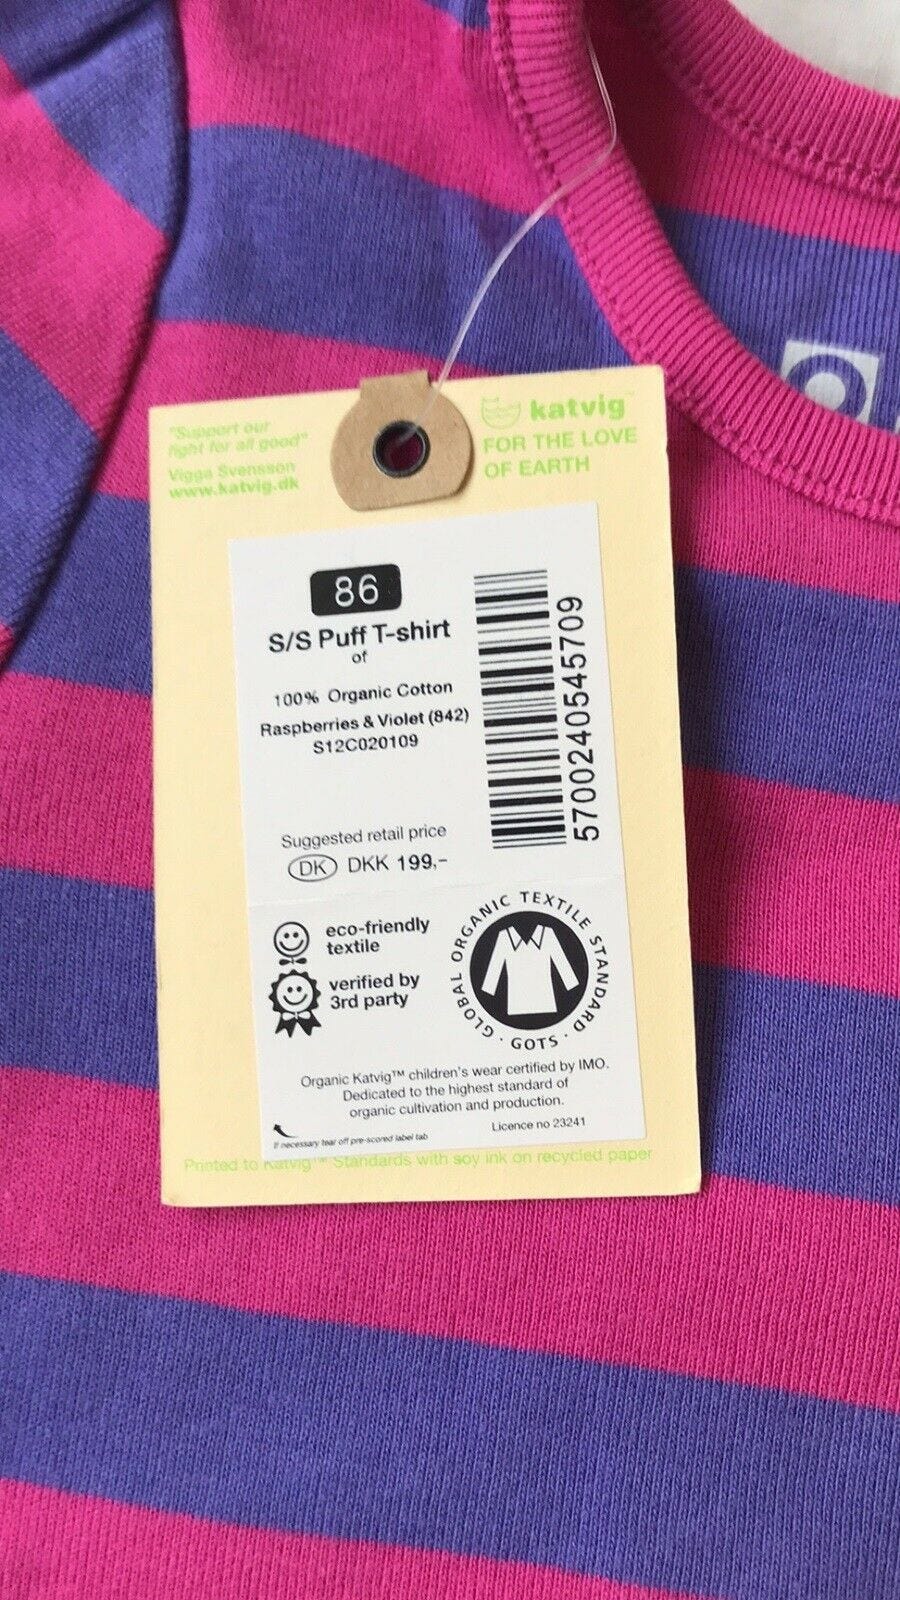 "Support our
fight for all good"
Vigga Svensson
www.katvig.dk
katvig™
FOR THE LOVE
OF EARTH
86
S/S Puff T-shirt
of
100% Organic Cotton
Raspberries & Violet (842)
S12C020109
5700240545709
Suggested retail price
DK DKK 199,-
eco-friendly
textile
verified by
3rd party
GLOBAL ORGANIC TEXTILE STANDARD · GOTS ·
Organic Katvig™ children's wear certified by IMO.
Dedicated to the highest standard of
organic cultivation and production.
Licence no 23241
If necessary tear off pre-scored label tab
Printed to Katvig™ Standards with soy ink on recycled paper